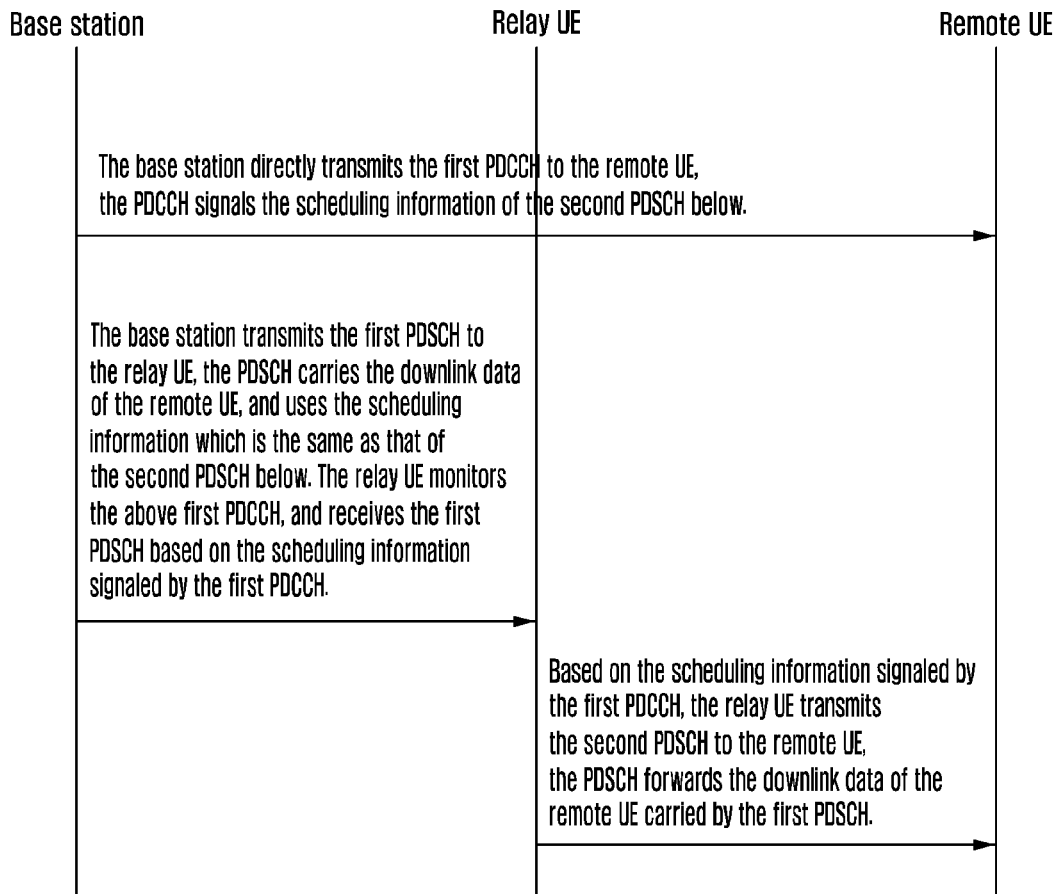 Base station
Relay UE
Remote UE
The base station directly transmits the first PDCCH to the remote UE,
the PDCCH signals the scheduling information of the second PDSCH below.
The base station transmits the first PDSCH to
the relay UE, the PDSCH carries the downlink data
of the remote UE, and uses the scheduling
information which is the same as that of
the second PDSCH below. The relay UE monitors
the above first PDCCH, and receives the first
PDSCH based on the scheduling information
signaled by the first PDCCH.
Based on the scheduling information signaled by
the first PDCCH, the relay UE transmits
the second PDSCH to the remote UE,
the PDSCH forwards the downlink data of the
remote UE carried by the first PDSCH.